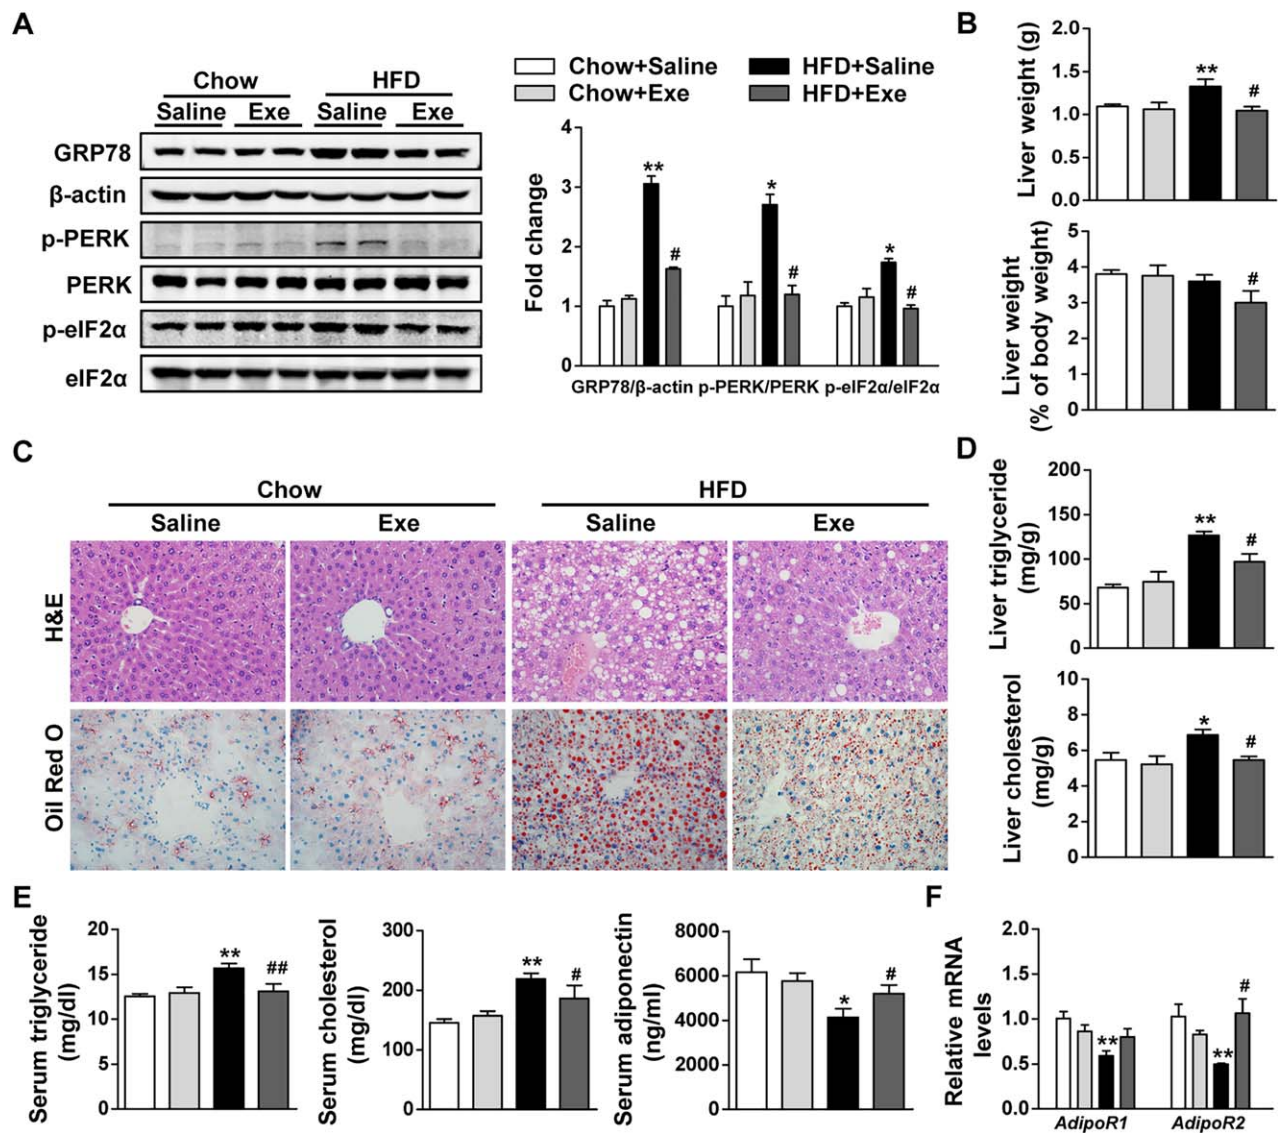 A
Chow HFD
Saline Exe Saline Exe
GRP78
β-actin
p-PERK
PERK
p-eIF2α
eIF2α
Chow+Saline HFD+Saline
Chow+Exe HFD+Exe
Fold change
4
3
2
1
0
** * *
# # #
GRP78/β-actin p-PERK/PERK p-eIF2α/eIF2α
B
Liver weight (g)
2.0
1.5
1.0
0.5
0.0
** #
Liver weight
(% of body weight)
5
4
3
2
1
0
#
C
Chow HFD
Saline Exe Saline Exe
H&E
Oil Red O
D
Liver triglyceride
(mg/g)
200
150
100
50
0
** #
Liver cholesterol
(mg/g)
10
8
6
4
2
0
* #
E
Serum triglyceride
(mg/dl)
20
15
10
5
0
** ##
Serum cholesterol
(mg/dl)
300
200
100
0
** #
Serum adiponectin
(ng/ml)
8000
6000
4000
2000
0
* #
F
Relative mRNA
levels
2.0
1.5
1.0
0.5
0.0
** ** #
AdipoR1 AdipoR2